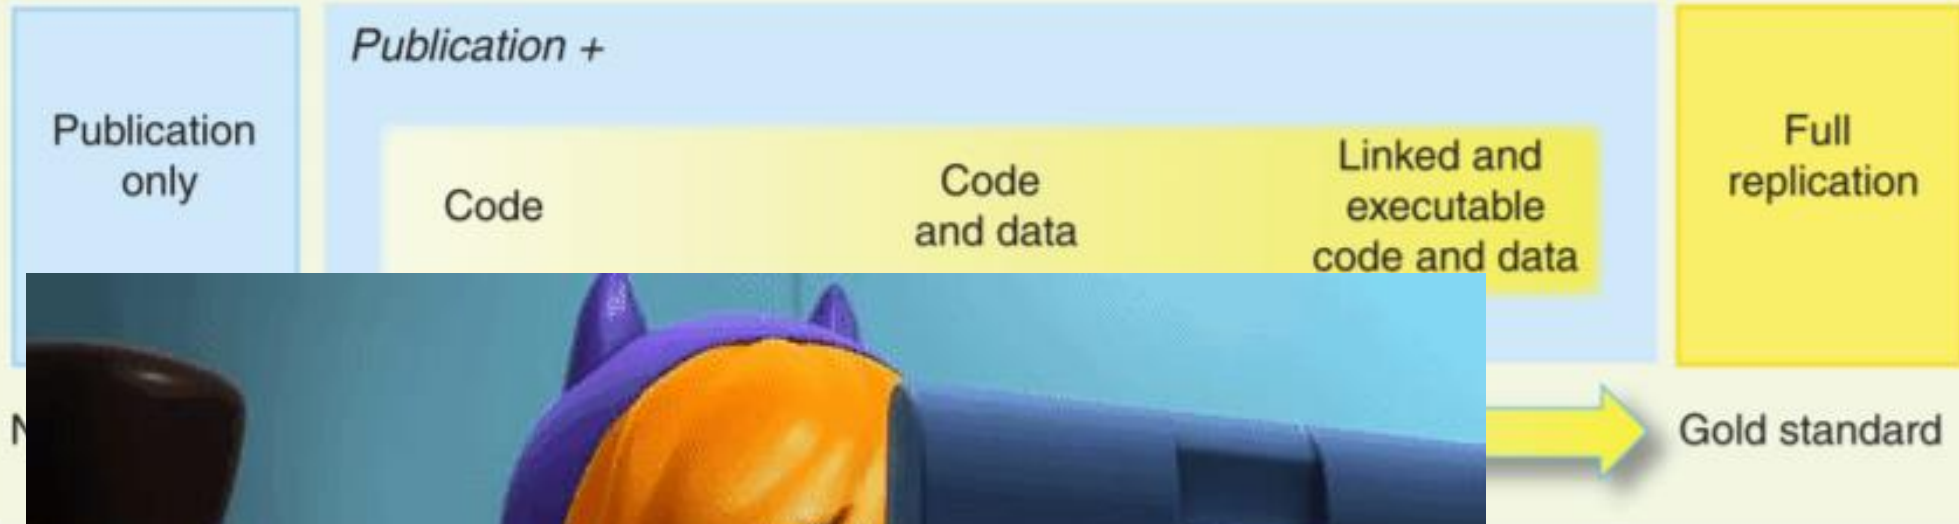 Publication +
Publication
only
Code
Code
and data
Linked and
executable
code and data
Full
replication
Gold standard